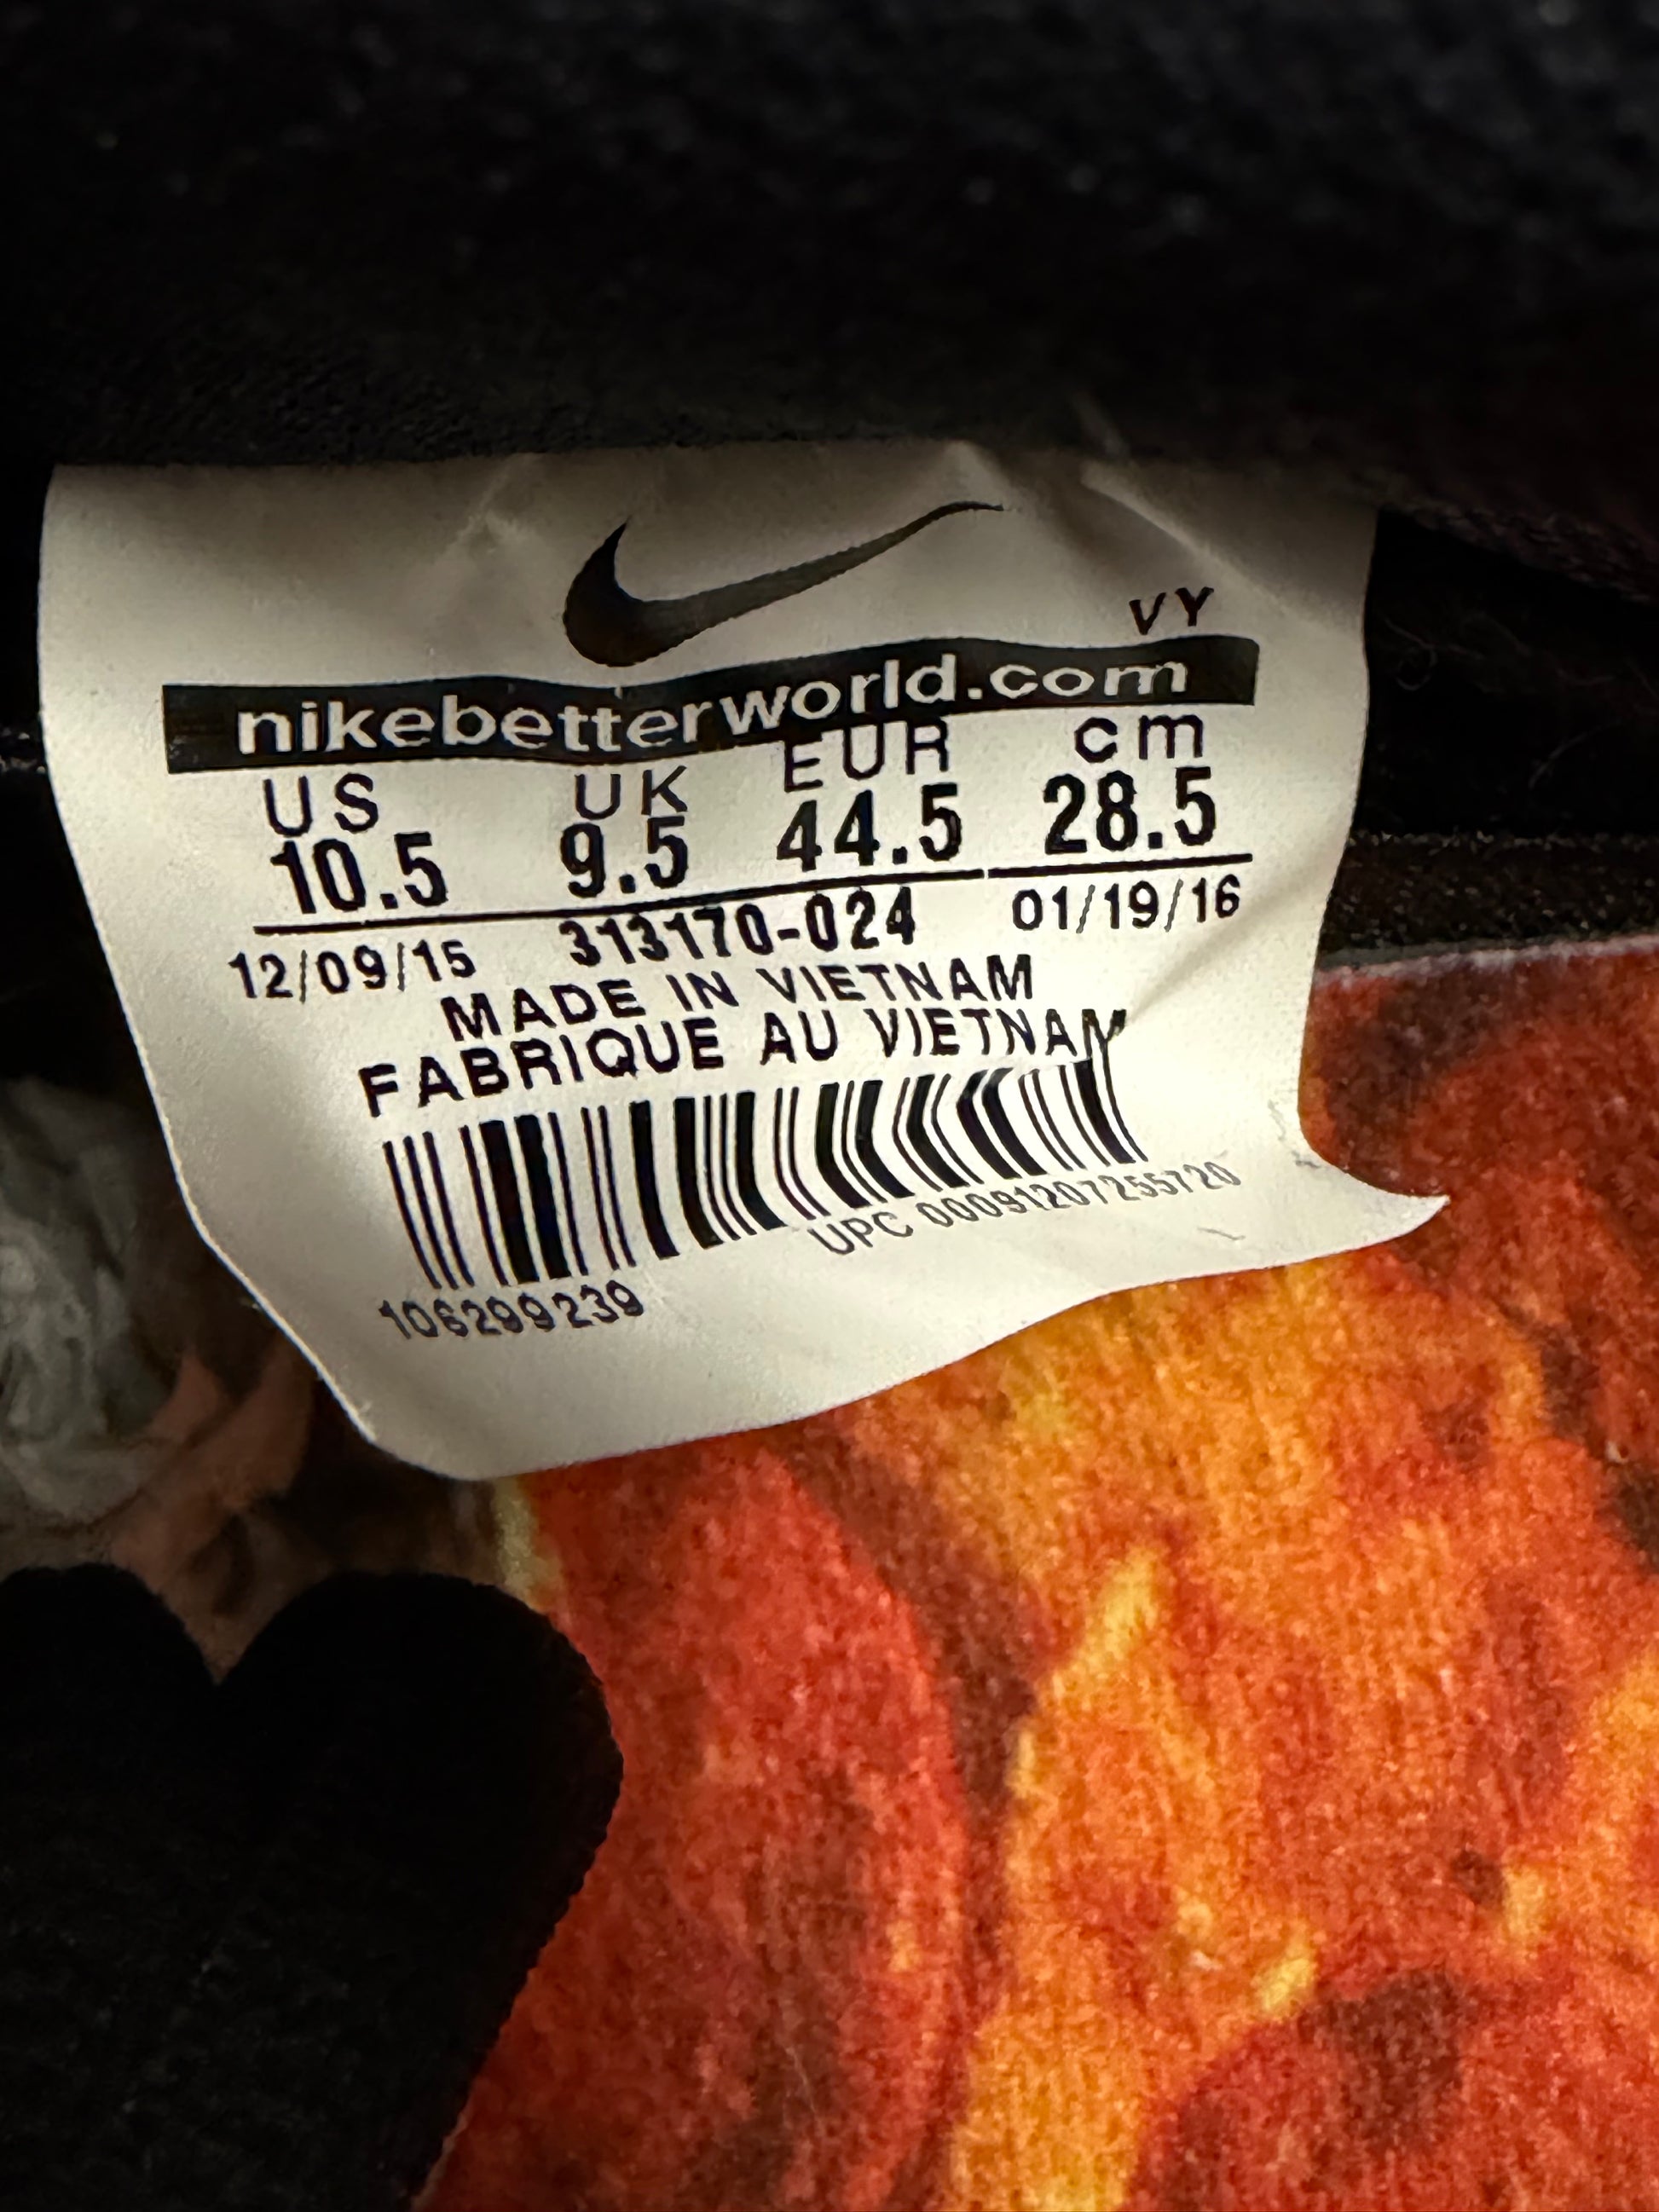 VY
nikebetterworld.com
US UK EUR cm
10.5 9.5 44.5 28.5
12/09/15 313170-024 01/19/16
MADE IN VIETNAM
FABRIQUE AU VIETNAM
UPC 00091207255720
106299239